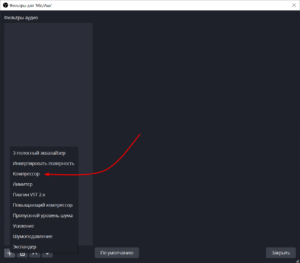 Фильтры для 'Mic/Aux'
Фильтры аудио
3-полосный эквалайзер
Инвертировать полярность
Компрессор
Лимитер
Плагин VST 2.x
Повышающий компрессор
Пропускной уровень шума
Усиление
Шумоподавление
Экспандер
По умолчанию
Закрыть